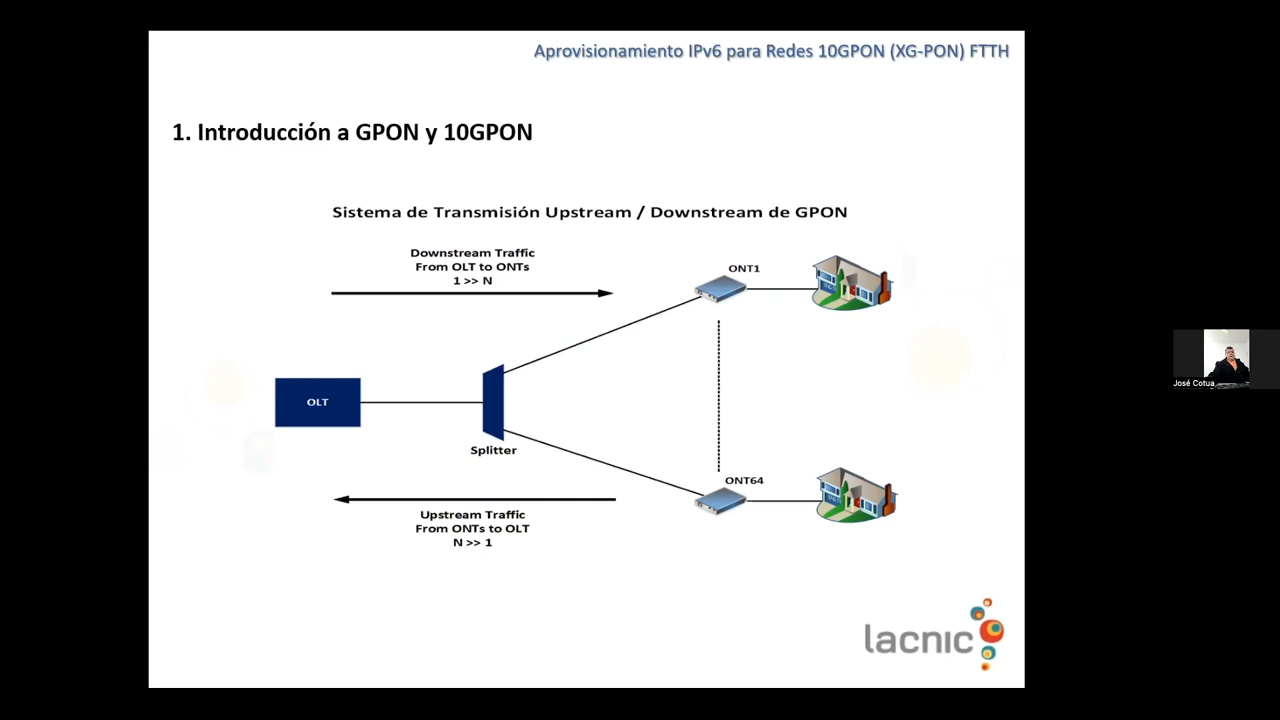 Aprovisionamiento IPv6 para Redes 10GPON (XG-PON) FTTH
1. Introducción a GPON y 10GPON
Sistema de Transmisión Upstream / Downstream de GPON
Downstream Traffic
From OLT to ONTs
1 >> N
ONT1
OLT
Splitter
ONT64
Upstream Traffic
From ONTs to OLT
N >> 1
lacnic
José Cotua